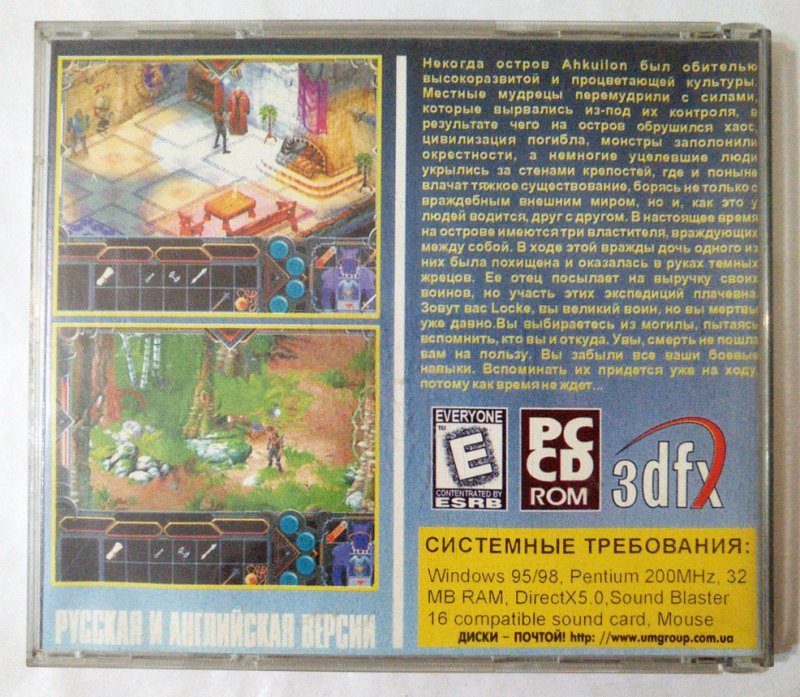 Некогда остров Ahkuilon был обителью
высокоразвитой и процветающей культуры.
Местные мудрецы перемудрили с силами,
которые вырвались из-под их контроля, в
результате чего на остров обрушился хаос,
цивилизация погибла, монстры заполонили
окрестности, а немногие уцелевшие люди
укрылись за стенами крепостей, где и поныне
влачат тяжкое существование, борясь не только с
враждебным внешним миром, но и, как это у
людей водится, друг с другом. В настоящее время
на острове имеются три властителя, враждующих
между собой. В ходе этой вражды дочь одного из
них была похищена и оказалась в руках темных
жрецов. Ее отец посылает на выручку своих
воинов, но участь этих экспедиций плачевна.
Зовут вас Locke, вы великий воин, но вы мертвы
уже давно.Вы выбираетесь из могилы, пытаясь
вспомнить, кто вы и откуда. Увы, смерть не пошла
вам на пользу. Вы забыли все ваши боевые
навыки. Вспоминать их придется уже на ходу,
потому как время не ждет...
EVERYONE
TM
E
CONTENTRATED BY
ESRB
PC
CD
ROM
3dfx
СИСТЕМНЫЕ ТРЕБОВАНИЯ:
Windows 95/98, Pentium 200MHz, 32
MB RAM, DirectX5.0,Sound Blaster
16 compatible sound card, Mouse
ДИСКИ – ПОЧТОЙ! http: //www.umgroup.com.ua
РУССКАЯ И АНГЛИЙСКАЯ ВЕРСИИ